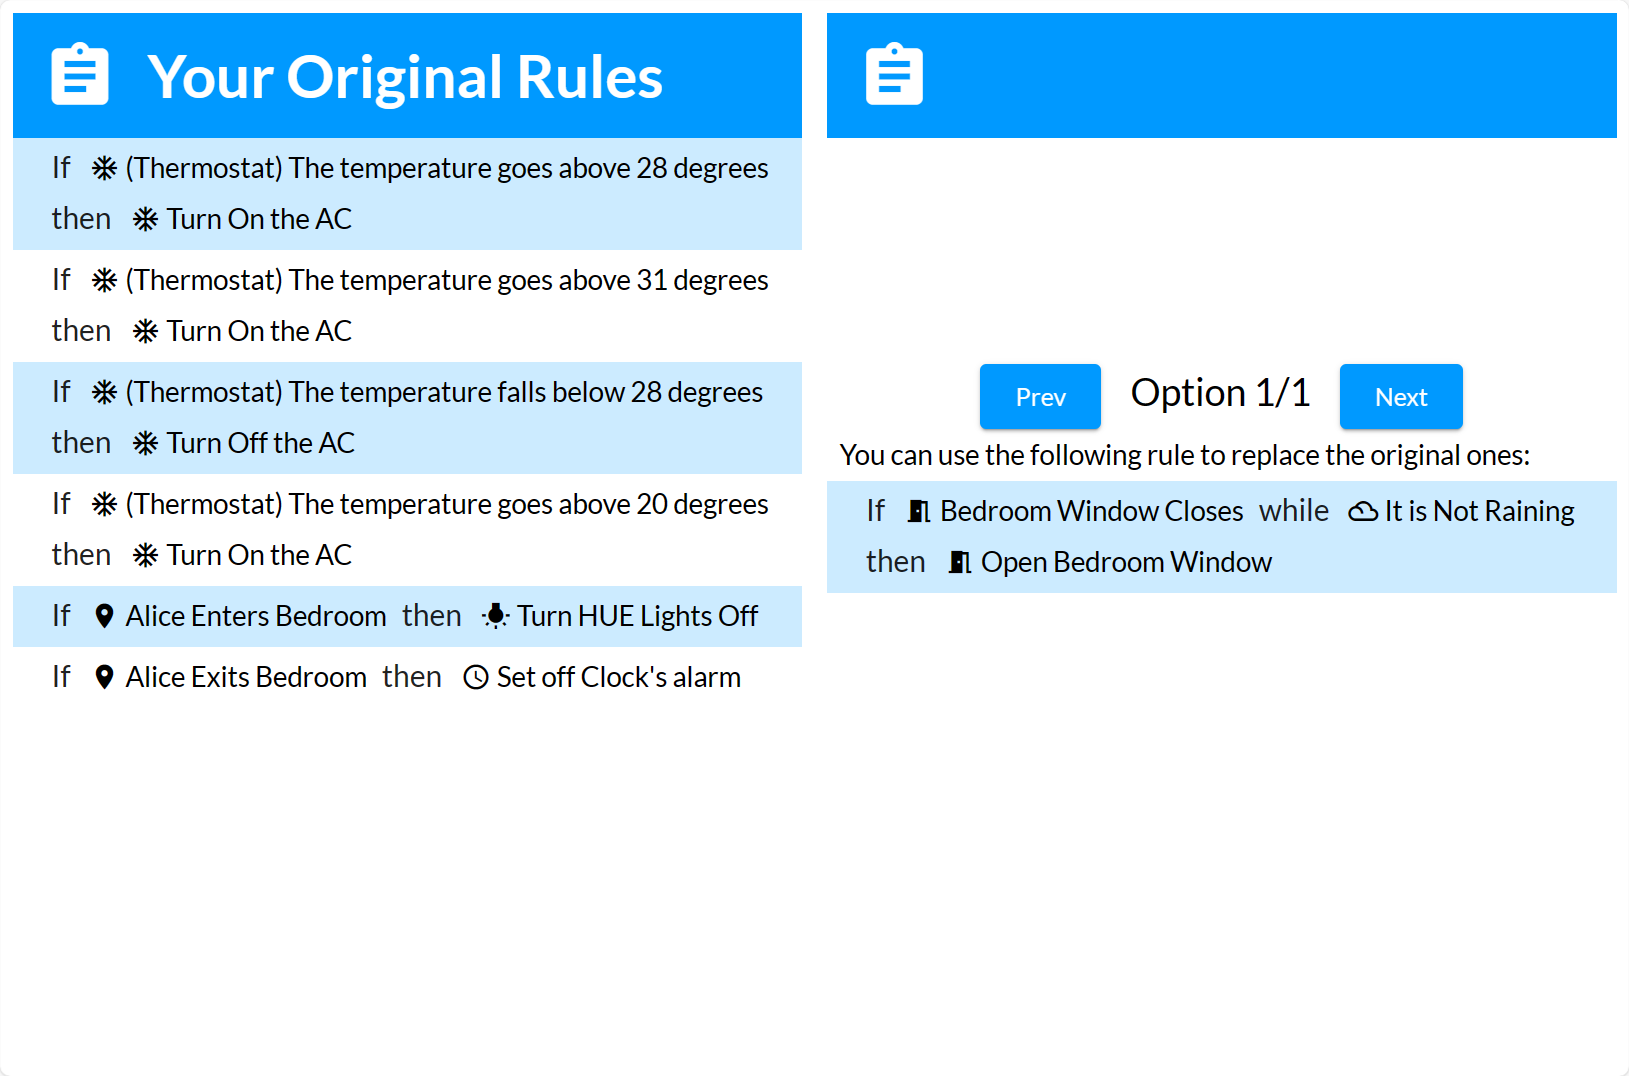 Your Original Rules
If (Thermostat) The temperature goes above 28 degrees
then Turn On the AC
If (Thermostat) The temperature goes above 31 degrees
then Turn On the AC
If (Thermostat) The temperature falls below 28 degrees
then Turn Off the AC
If (Thermostat) The temperature goes above 20 degrees
then Turn On the AC
If Alice Enters Bedroom then Turn HUE Lights Off
If Alice Exits Bedroom then Set off Clock's alarm
Prev Option 1/1 Next
You can use the following rule to replace the original ones:
If Bedroom Window Closes while It is Not Raining
then Open Bedroom Window